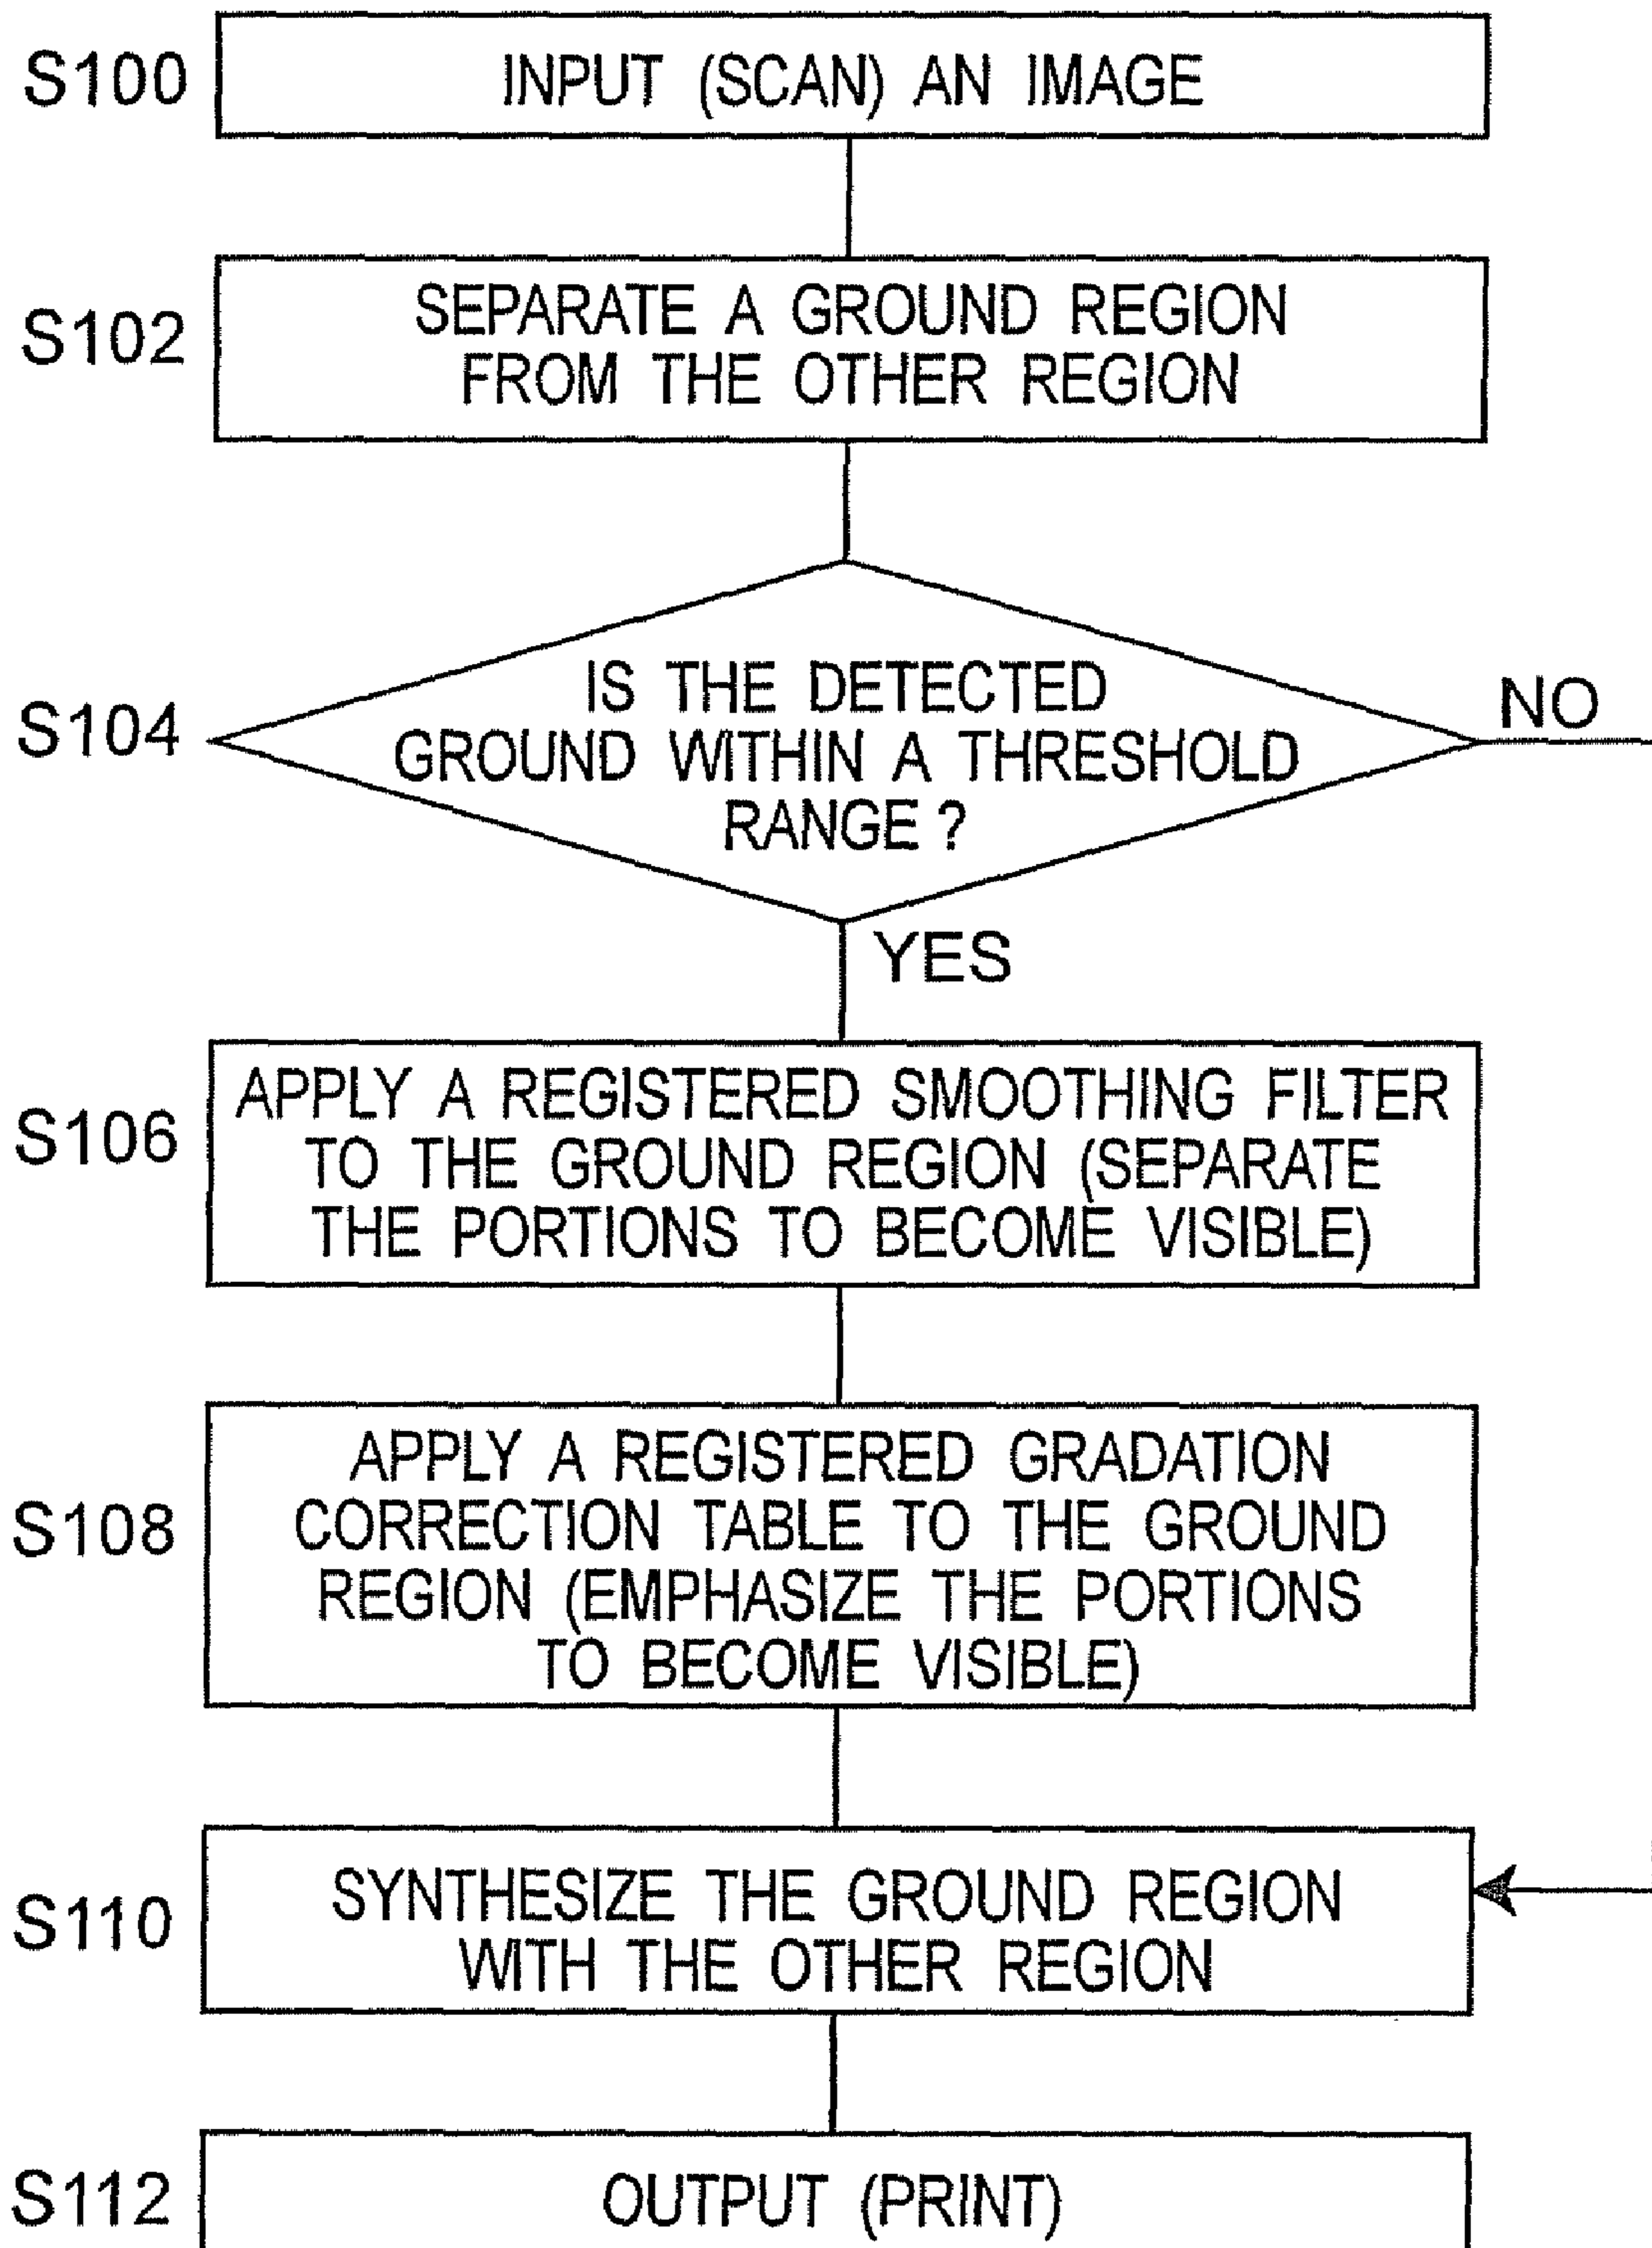 S100
INPUT (SCAN) AN IMAGE
S102
SEPARATE A GROUND REGION
FROM THE OTHER REGION
S104
IS THE DETECTED
GROUND WITHIN A THRESHOLD
RANGE ?
NO
YES
S106
APPLY A REGISTERED SMOOTHING FILTER
TO THE GROUND REGION (SEPARATE
THE PORTIONS TO BECOME VISIBLE)
S108
APPLY A REGISTERED GRADATION
CORRECTION TABLE TO THE GROUND
REGION (EMPHASIZE THE PORTIONS
TO BECOME VISIBLE)
S110
SYNTHESIZE THE GROUND REGION
WITH THE OTHER REGION
S112
OUTPUT (PRINT)